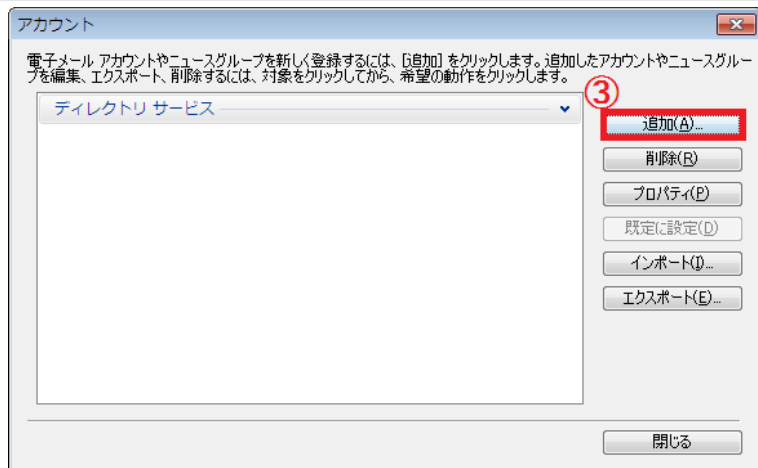 アカウント
電子メール アカウントやニュースグループを新しく登録するには、[追加] をクリックします。追加したアカウントやニュースグルー
プを編集、エクスポート、削除するには、対象をクリックしてから、希望の動作をクリックします。
③
ディレクトリ サービス
追加(A)...
削除(R)
プロパティ(P)
既定に設定(D)
インポート(I)...
エクスポート(E)...
閉じる